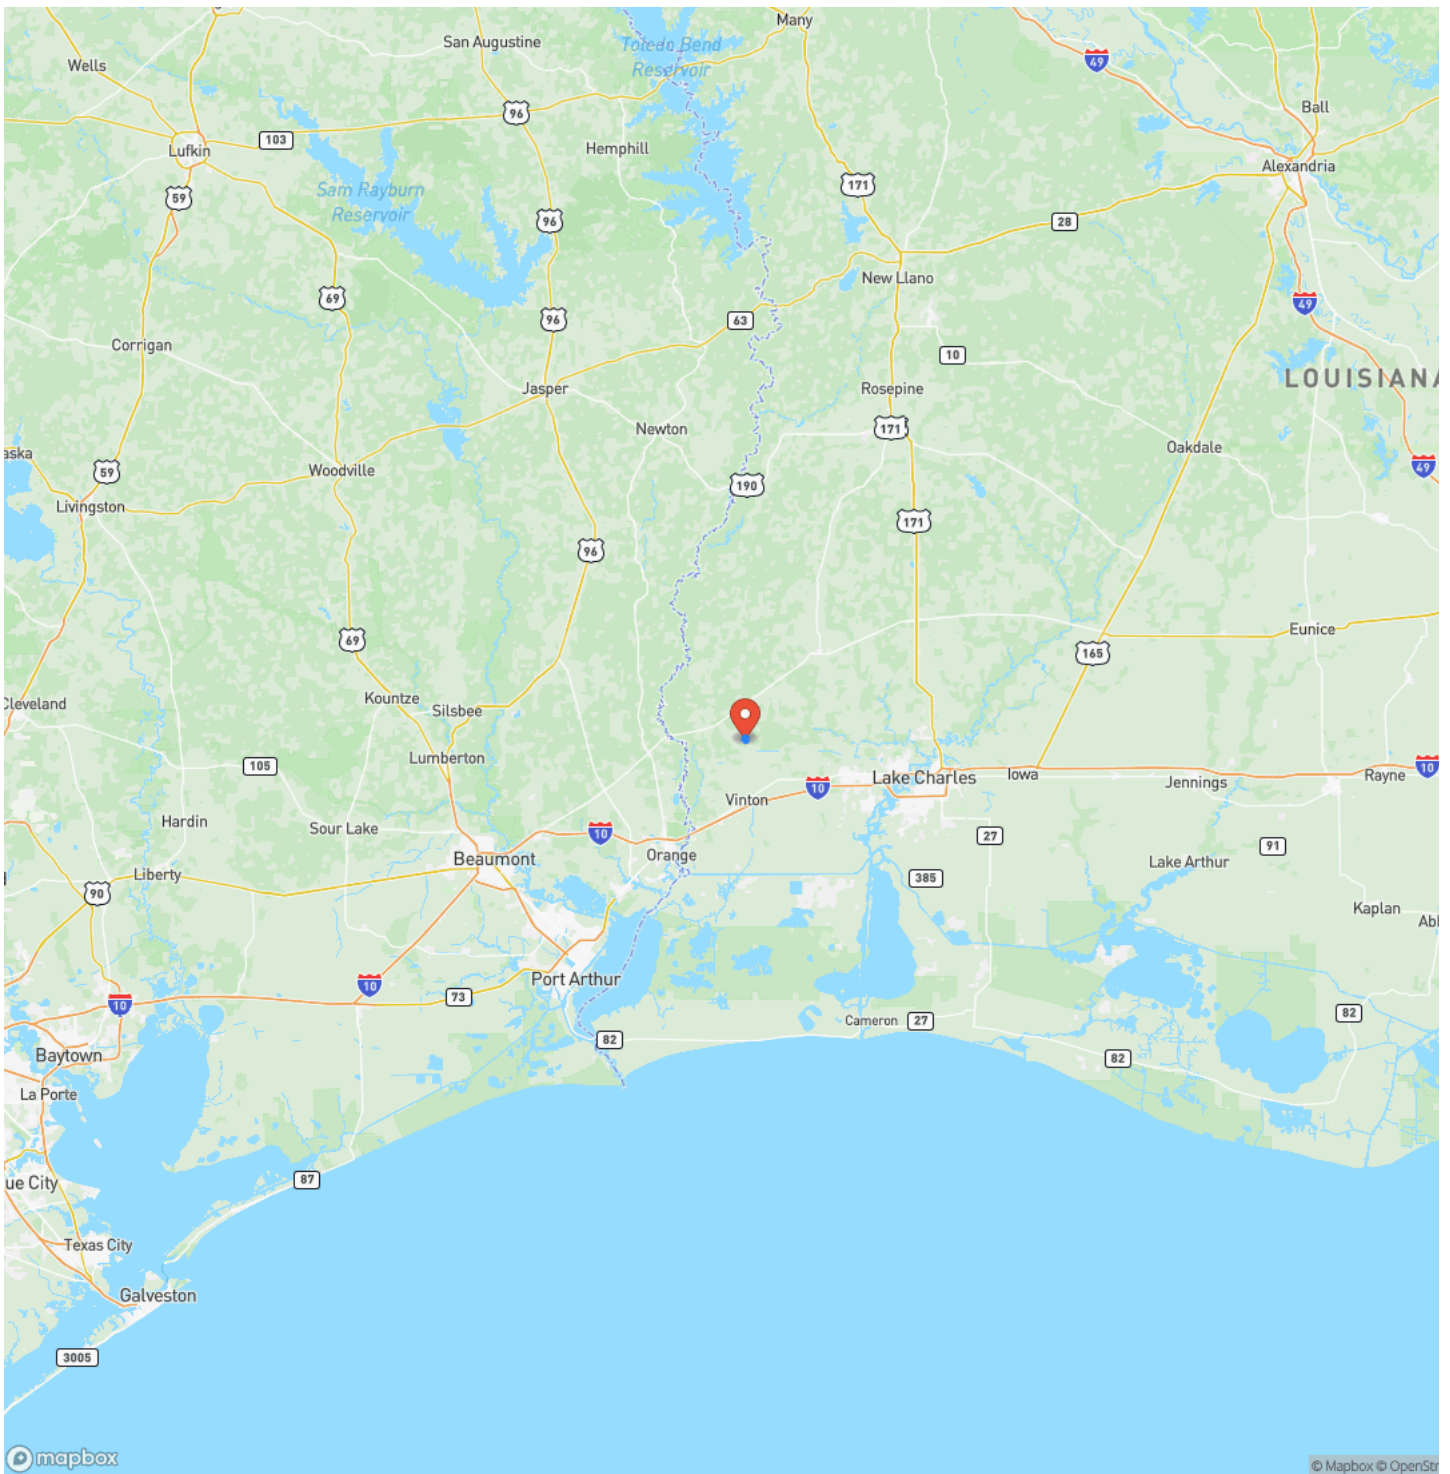 Many
San Augustine
Toledo Bend
Reservoir
Wells
49
Ball
96
103
Hemphill
Lufkin
Alexandria
171
Sam Rayburn
Reservoir
59
96
28
New Llano
69
49
96
63
Corrigan
10
LOUISIANA
Jasper
Rosepine
Newton
171
Oakdale
aska
59
Woodville
49
190
Livingston
171
96
Eunice
69
165
Kountze
Cleveland
Silsbee
Lumberton
105
10
Lake Charles
Iowa
Rayne
Jennings
10
Vinton
Hardin
Sour Lake
10
27
91
Orange
Beaumont
Lake Arthur
Liberty
385
90
Kaplan
Port Arthur
10
73
10
82
Cameron
27
82
Baytown
82
La Porte
87
ue City
Texas City
Galveston
3005
mapbox
© Mapbox © OpenStr